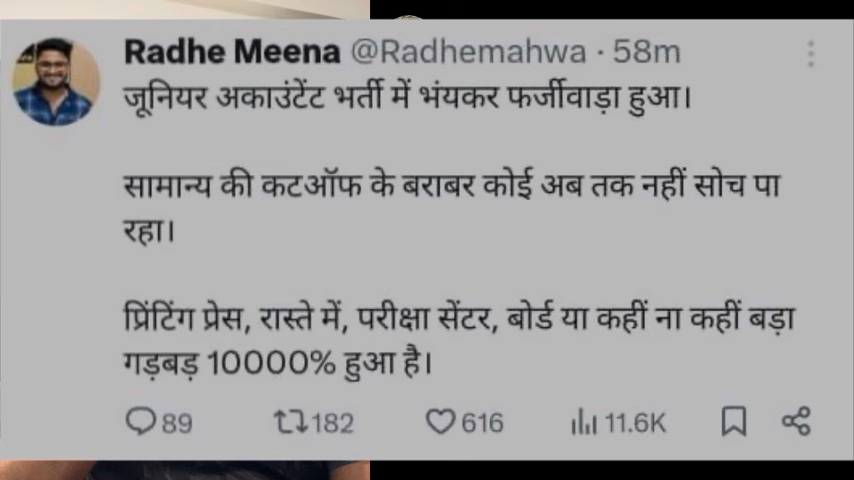 Radhe Meena @Radhemahwa · 58m
जूनियर अकाउंटेंट भर्ती में भंयकर फर्जीवाड़ा हुआ।
सामान्य की कटऑफ के बराबर कोई अब तक नहीं सोच पा
रहा।
प्रिंटिंग प्रेस, रास्ते में, परीक्षा सेंटर, बोर्ड या कहीं ना कहीं बड़ा
गड़बड़ 10000% हुआ है।
89 182 616 11.6K